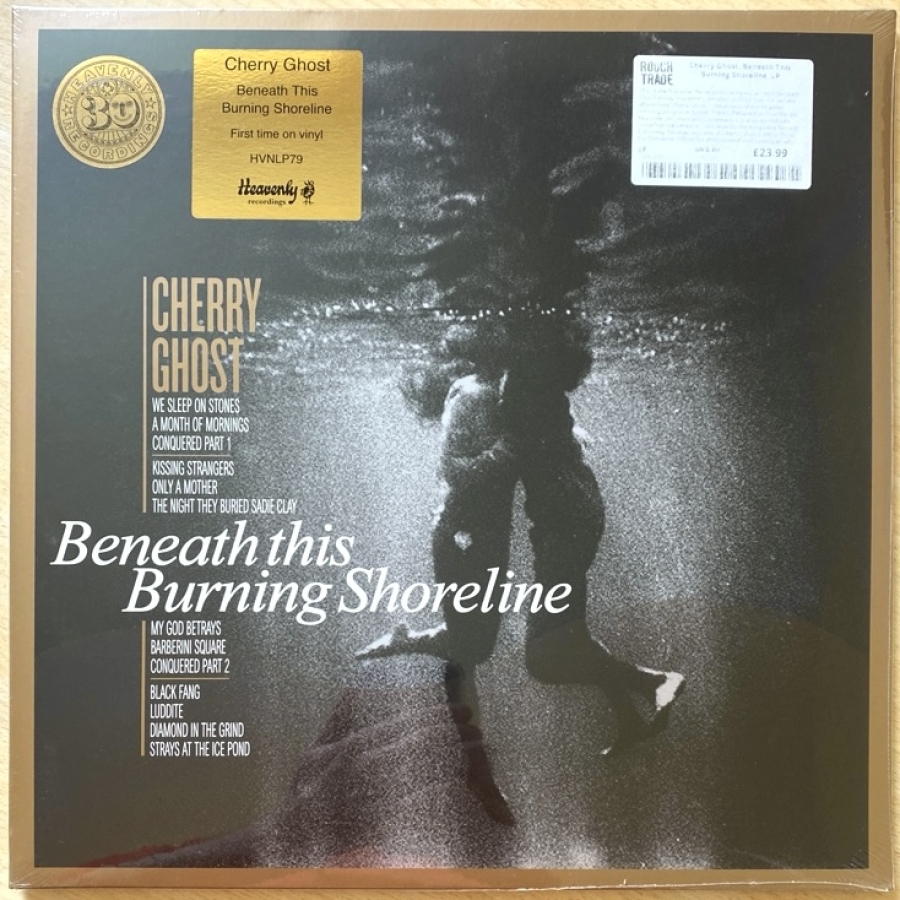 HEAVENLY
30
RECORDINGS
Cherry Ghost
Beneath This
Burning Shoreline
First time on vinyl
HVNLP79
Heavenly
recordings
ROUGH
TRADE
Cherry Ghost: Beneath This
Burning Shoreline LP
£23.99
CHERRY
GHOST
WE SLEEP ON STONES
A MONTH OF MORNINGS
CONQUERED PART 1
KISSING STRANGERS
ONLY A MOTHER
THE NIGHT THEY BURIED SADIE CLAY
Beneath this
Burning Shoreline
MY GOD BETRAYS
BARBERINI SQUARE
CONQUERED PART 2
BLACK FANG
LUDDITE
DIAMOND IN THE GRIND
STRAYS AT THE ICE POND